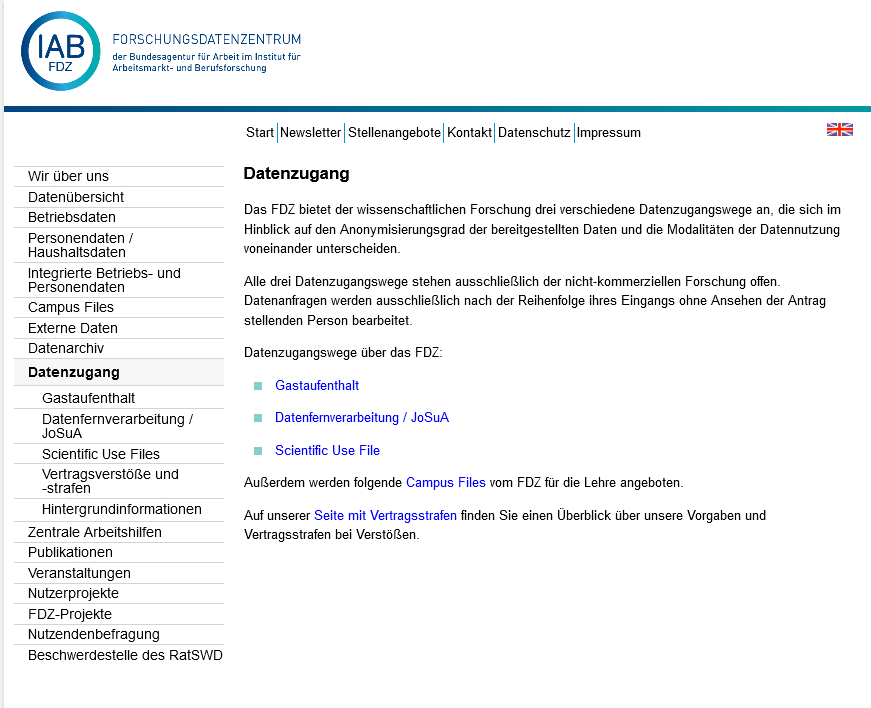 IAB
FDZ
FORSCHUNGSDATENZENTRUM
der Bundesagentur für Arbeit im Institut für
Arbeitsmarkt- und Berufsforschung
Start
Newsletter
Stellenangebote
Kontakt
Datenschutz
Impressum
Wir über uns
Datenübersicht
Betriebsdaten
Personendaten /
Haushaltsdaten
Integrierte Betriebs- und
Personendaten
Campus Files
Externe Daten
Datenarchiv
Datenzugang
Gastaufenthalt
Datenfernverarbeitung /
JoSuA
Scientific Use Files
Vertragsverstöße und
-strafen
Hintergrundinformationen
Zentrale Arbeitshilfen
Publikationen
Veranstaltungen
Nutzerprojekte
FDZ-Projekte
Nutzendenbefragung
Beschwerdestelle des RatSWD
Datenzugang
Das FDZ bietet der wissenschaftlichen Forschung drei verschiedene Datenzugangswege an, die sich im
Hinblick auf den Anonymisierungsgrad der bereitgestellten Daten und die Modalitäten der Datennutzung
voneinander unterscheiden.
Alle drei Datenzugangswege stehen ausschließlich der nicht-kommerziellen Forschung offen.
Datenanfragen werden ausschließlich nach der Reihenfolge ihres Eingangs ohne Ansehen der Antrag
stellenden Person bearbeitet.
Datenzugangswege über das FDZ:
Gastaufenthalt
Datenfernverarbeitung / JoSuA
Scientific Use File
Außerdem werden folgende Campus Files vom FDZ für die Lehre angeboten.
Auf unserer Seite mit Vertragsstrafen finden Sie einen Überblick über unsere Vorgaben und
Vertragsstrafen bei Verstößen.